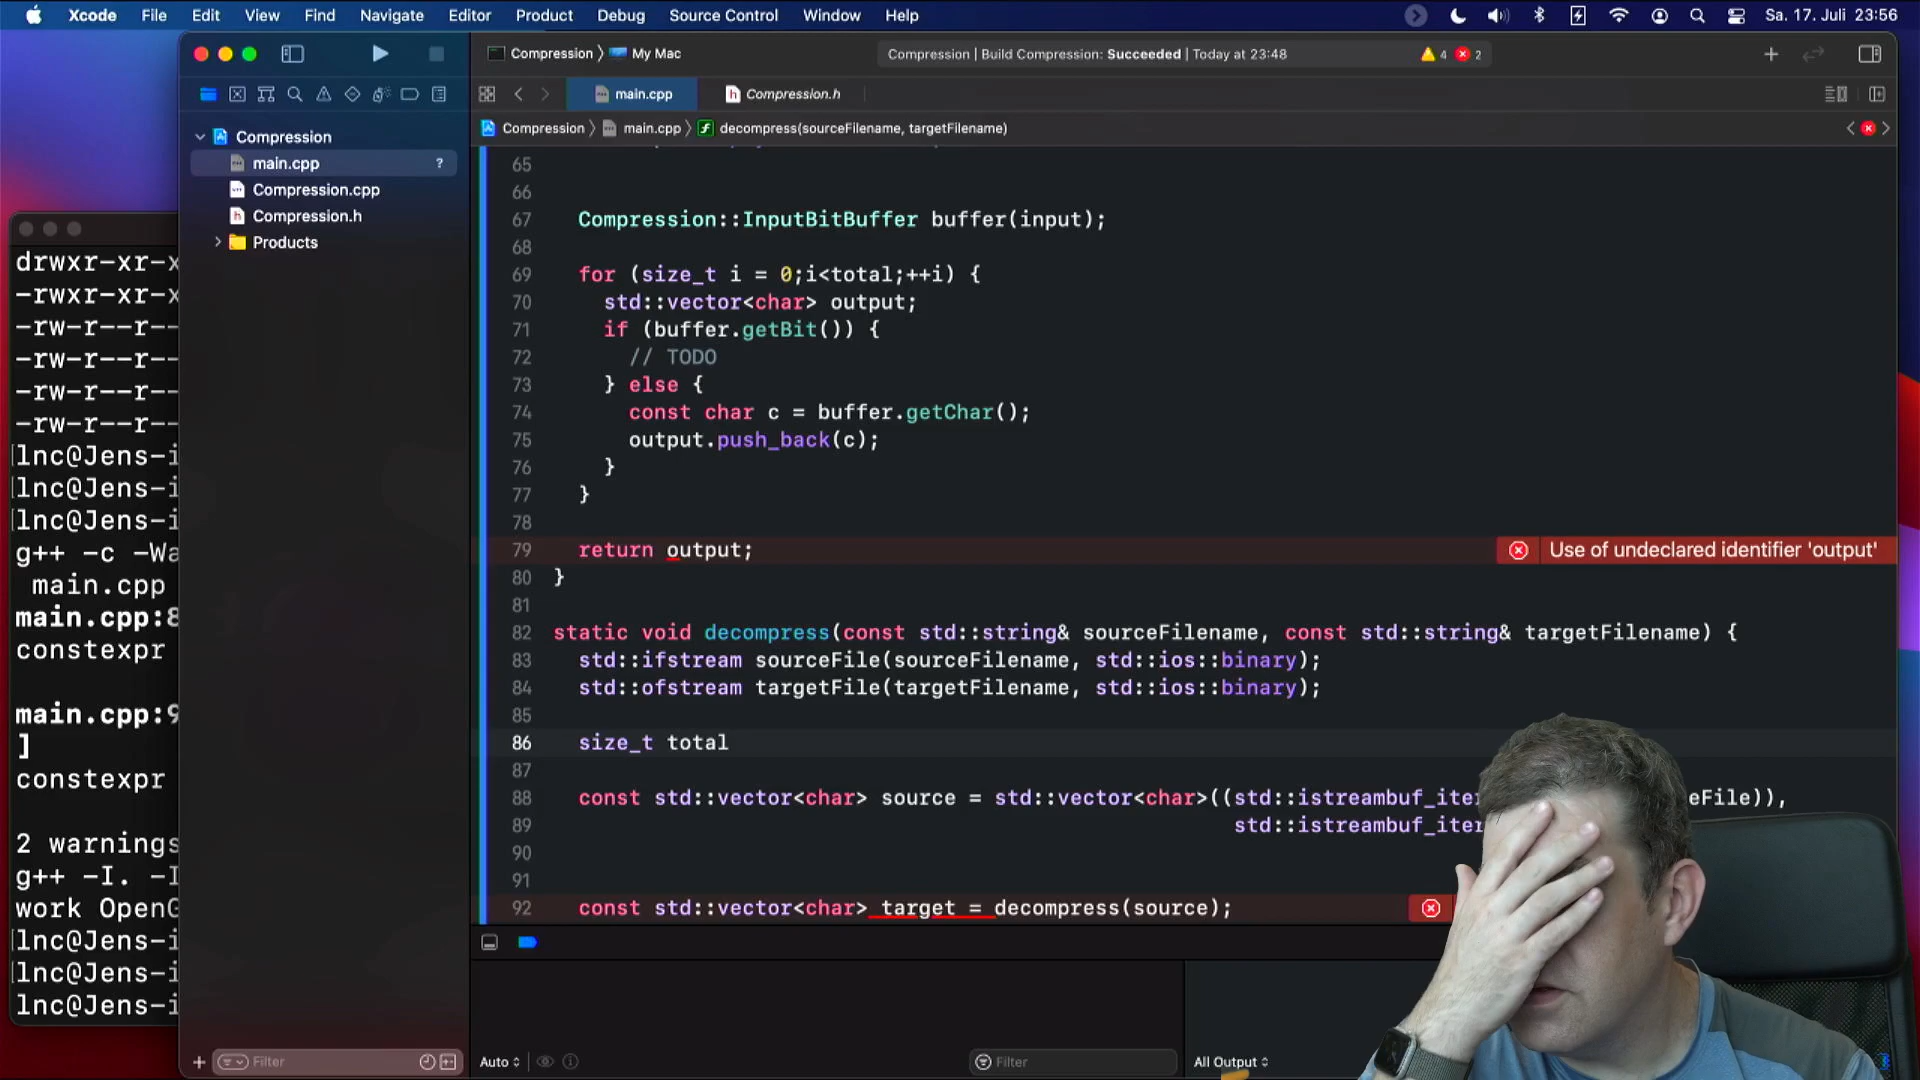 Xcode File Edit View Find Navigate Editor Product Debug Source Control Window Help Sa. 17. Juli 23:56
Compression 〉 My Mac
Compression | Build Compression: Succeeded | Today at 23:48 4 2
main.cpp
Compression.h
Compression 〉 main.cpp 〉 decompress(sourceFilename, targetFilename)
Compression
main.cpp ?
Compression.cpp
Compression.h
Products
drwxr-xr-x
-rwxr-xr-x
-rw-r--r--
-rw-r--r--
-rw-r--r--
-rw-r--r--
lnc@Jens-i
lnc@Jens-i
lnc@Jens-i
g++ -c -Wa
main.cpp
main.cpp:8
constexpr
main.cpp:9
]
constexpr
2 warnings
g++ -I. -I
work OpenG
lnc@Jens-i
lnc@Jens-i
lnc@Jens-i
65
66
67 Compression::InputBitBuffer buffer(input);
68
69 for (size_t i = 0;i<total;++i) {
70 std::vector<char> output;
71 if (buffer.getBit()) {
72 // TODO
73 } else {
74 const char c = buffer.getChar();
75 output.push_back(c);
76 }
77 }
78
79 return output; Use of undeclared identifier 'output'
80 }
81
82 static void decompress(const std::string& sourceFilename, const std::string& targetFilename) {
83 std::ifstream sourceFile(sourceFilename, std::ios::binary);
84 std::ofstream targetFile(targetFilename, std::ios::binary);
85
86 size_t total
87
88 const std::vector<char> source = std::vector<char>((std::istreambuf_iter eFile)),
89 std::istreambuf_iter
90
91
92 const std::vector<char> target = decompress(source);
Filter
Auto
Filter
All Output